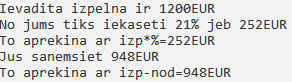 Ievadita izpelna ir 1200EUR
No jums tiks iekaseti 21% jeb 252EUR
To aprekina ar izp*%=252EUR
Jus sanemsiet 948EUR
To aprekina ar izp-nod=948EUR